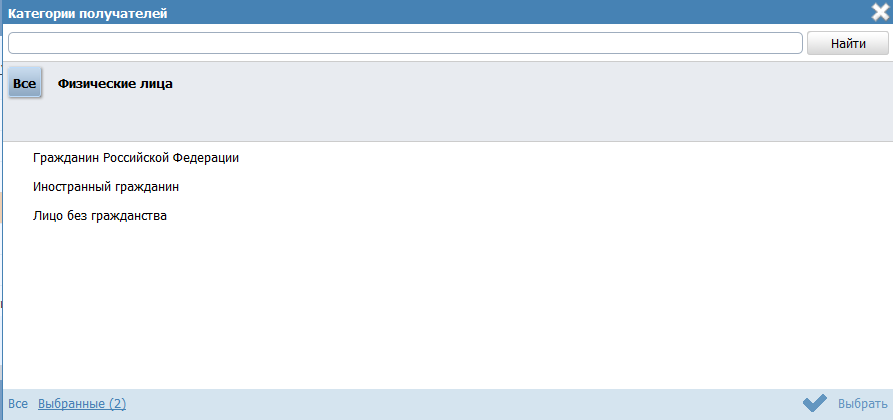 Категории получателей
Найти
Все Физические лица
Гражданин Российской Федерации
Иностранный гражданин
Лицо без гражданства
Все Выбранные (2) Выбрать